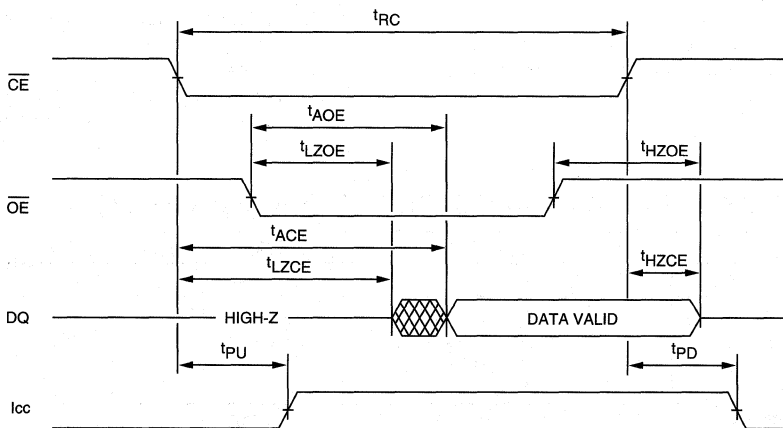 tRC
CE
tAOE
tLZOE
tHZOE
OE
tACE
tLZCE
tHZCE
DQ
HIGH-Z
DATA VALID
tPU
tPD
Icc